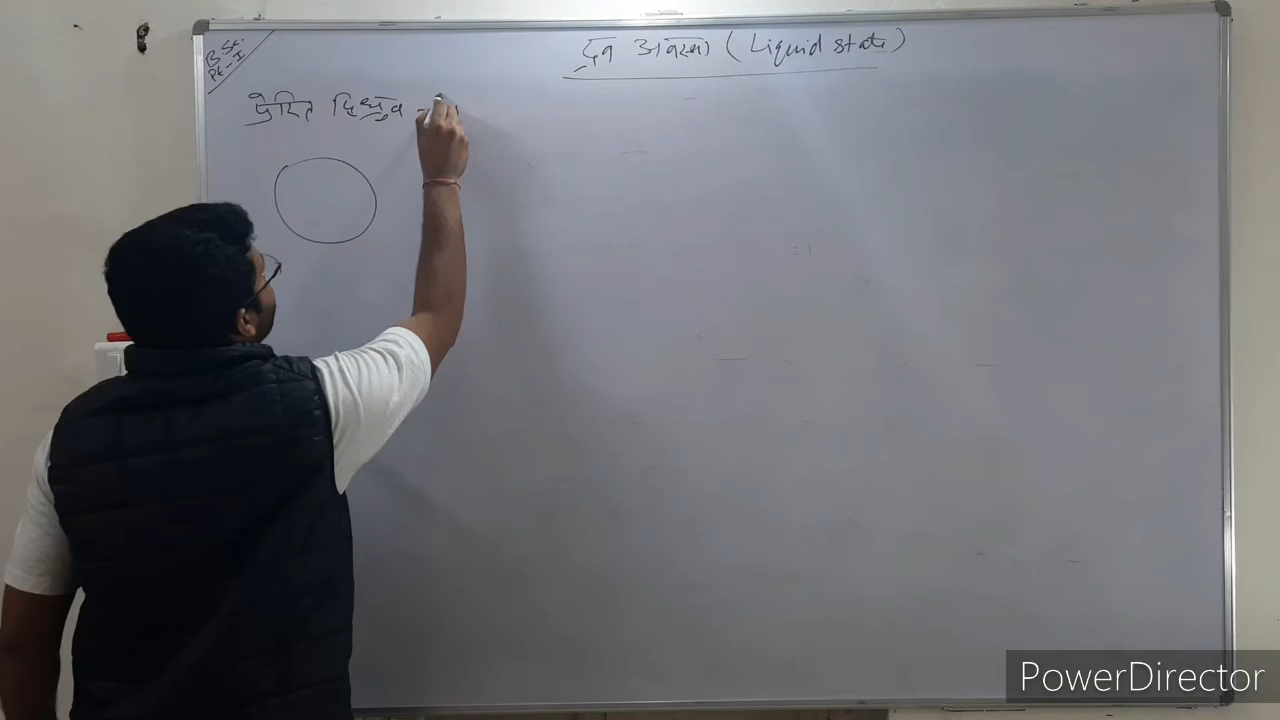 B.Sc.
Pt-I
द्रव अवस्था (Liquid state)
प्रेरित द्विध्रुव -
PowerDirector